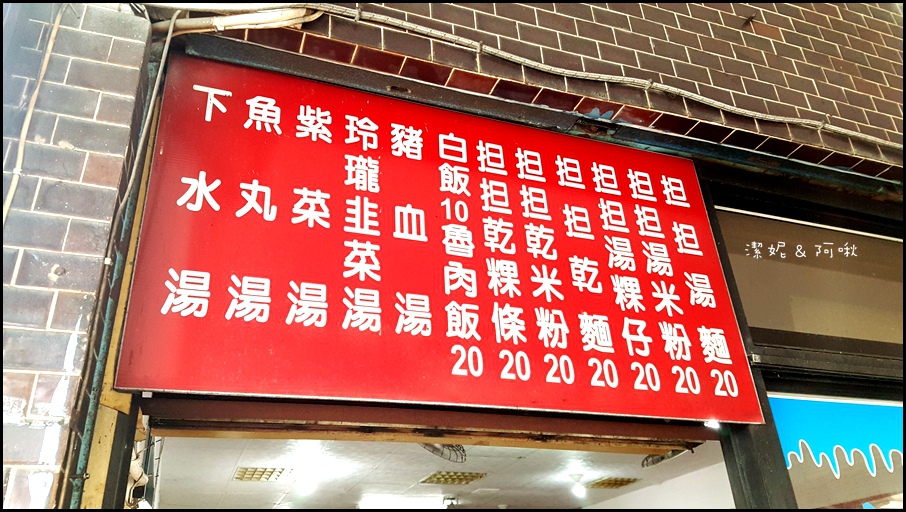 担担湯麵20
担担湯米粉20
担担湯粿仔20
担担乾麵20
担担乾米粉20
担担乾粿條20
白飯10魯肉飯20
豬血湯
玲瓏韭菜湯
紫菜湯
魚丸湯
下水湯
潔妮&阿啾